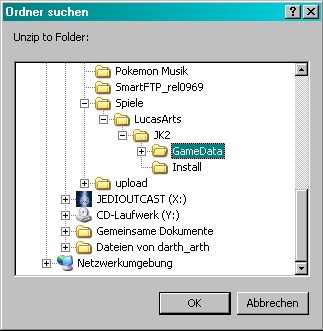 Ordner suchen
Unzip to Folder:
Pokemon Musik
SmartFTP_rel0969
Spiele
LucasArts
JK2
GameData
Install
upload
JEDIOUTCAST (X:)
CD-Laufwerk (Y:)
Gemeinsame Dokumente
Dateien von darth_arth
Netzwerkumgebung
OK
Abbrechen